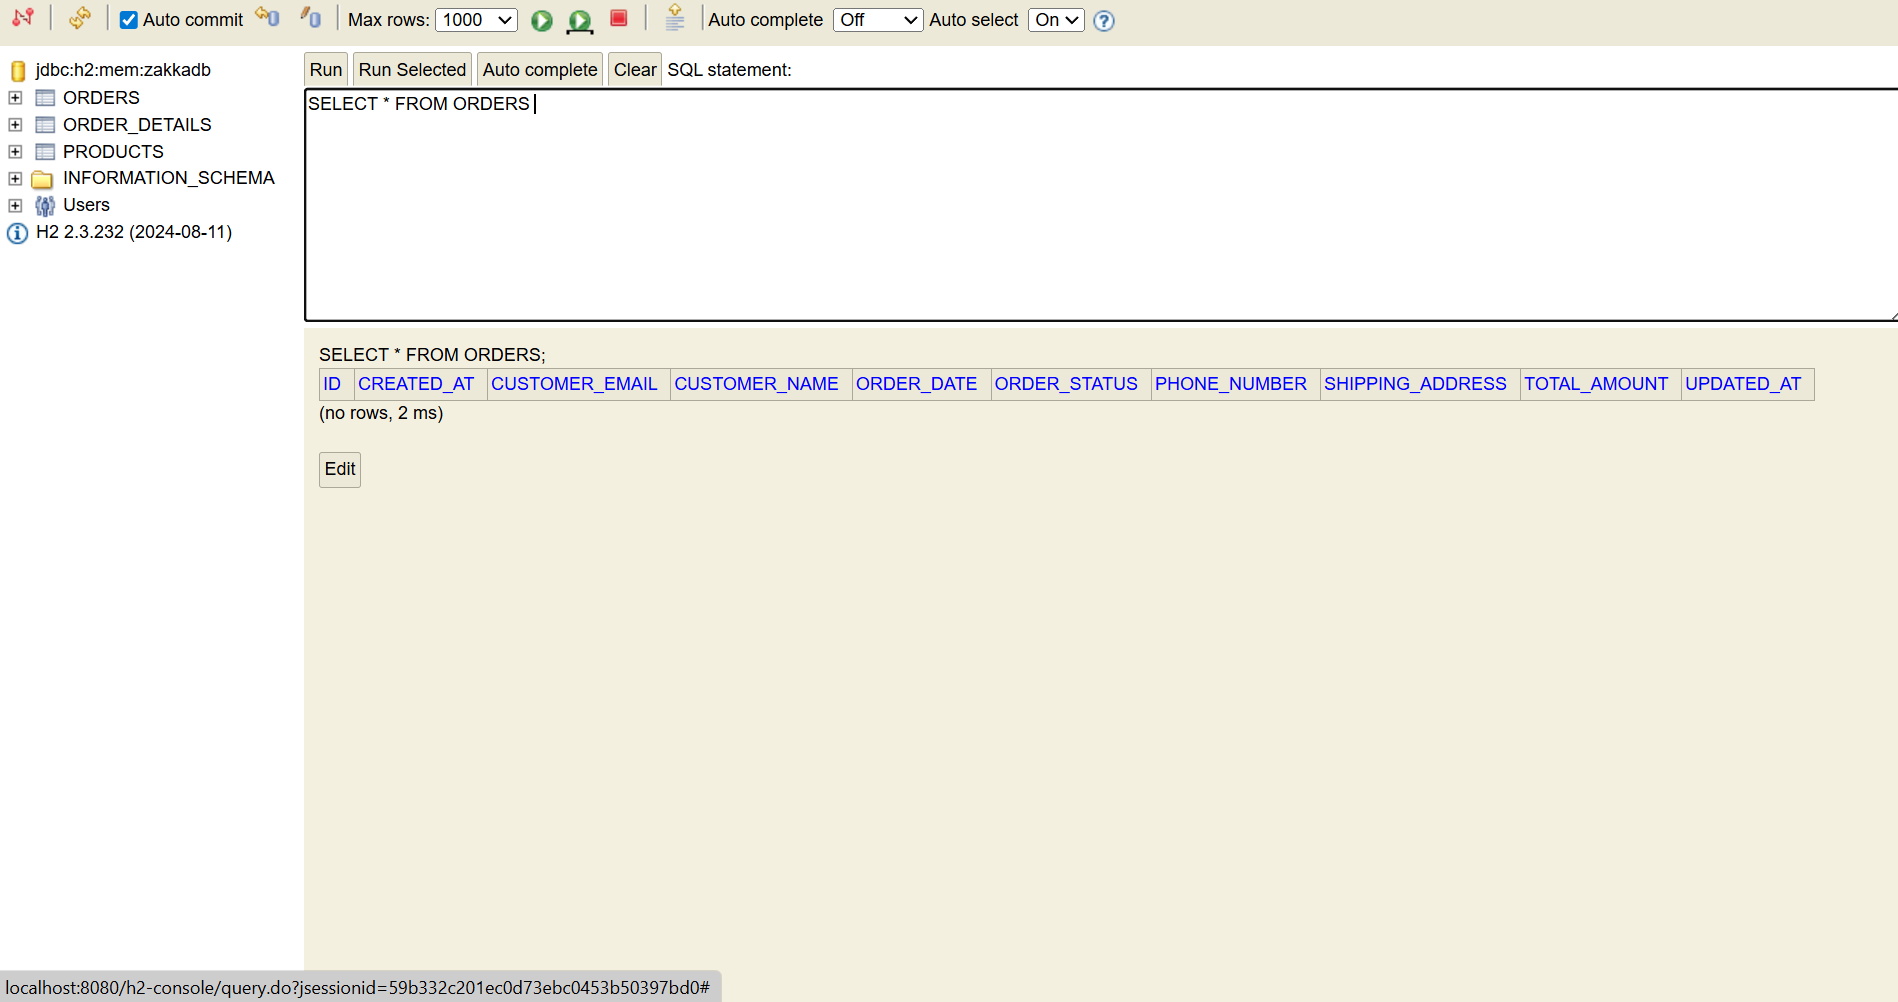 Auto commit Max rows: 1000 Auto complete Off Auto select On ?
jdbc:h2:mem:zakkadb
ORDERS
ORDER_DETAILS
PRODUCTS
INFORMATION_SCHEMA
Users
H2 2.3.232 (2024-08-11)
Run Run Selected Auto complete Clear SQL statement:
SELECT * FROM ORDERS
SELECT * FROM ORDERS;
ID CREATED_AT CUSTOMER_EMAIL CUSTOMER_NAME ORDER_DATE ORDER_STATUS PHONE_NUMBER SHIPPING_ADDRESS TOTAL_AMOUNT UPDATED_AT
(no rows, 2 ms)
Edit
localhost:8080/h2-console/query.do?jsessionid=59b332c201ec0d73ebc0453b50397bd0#